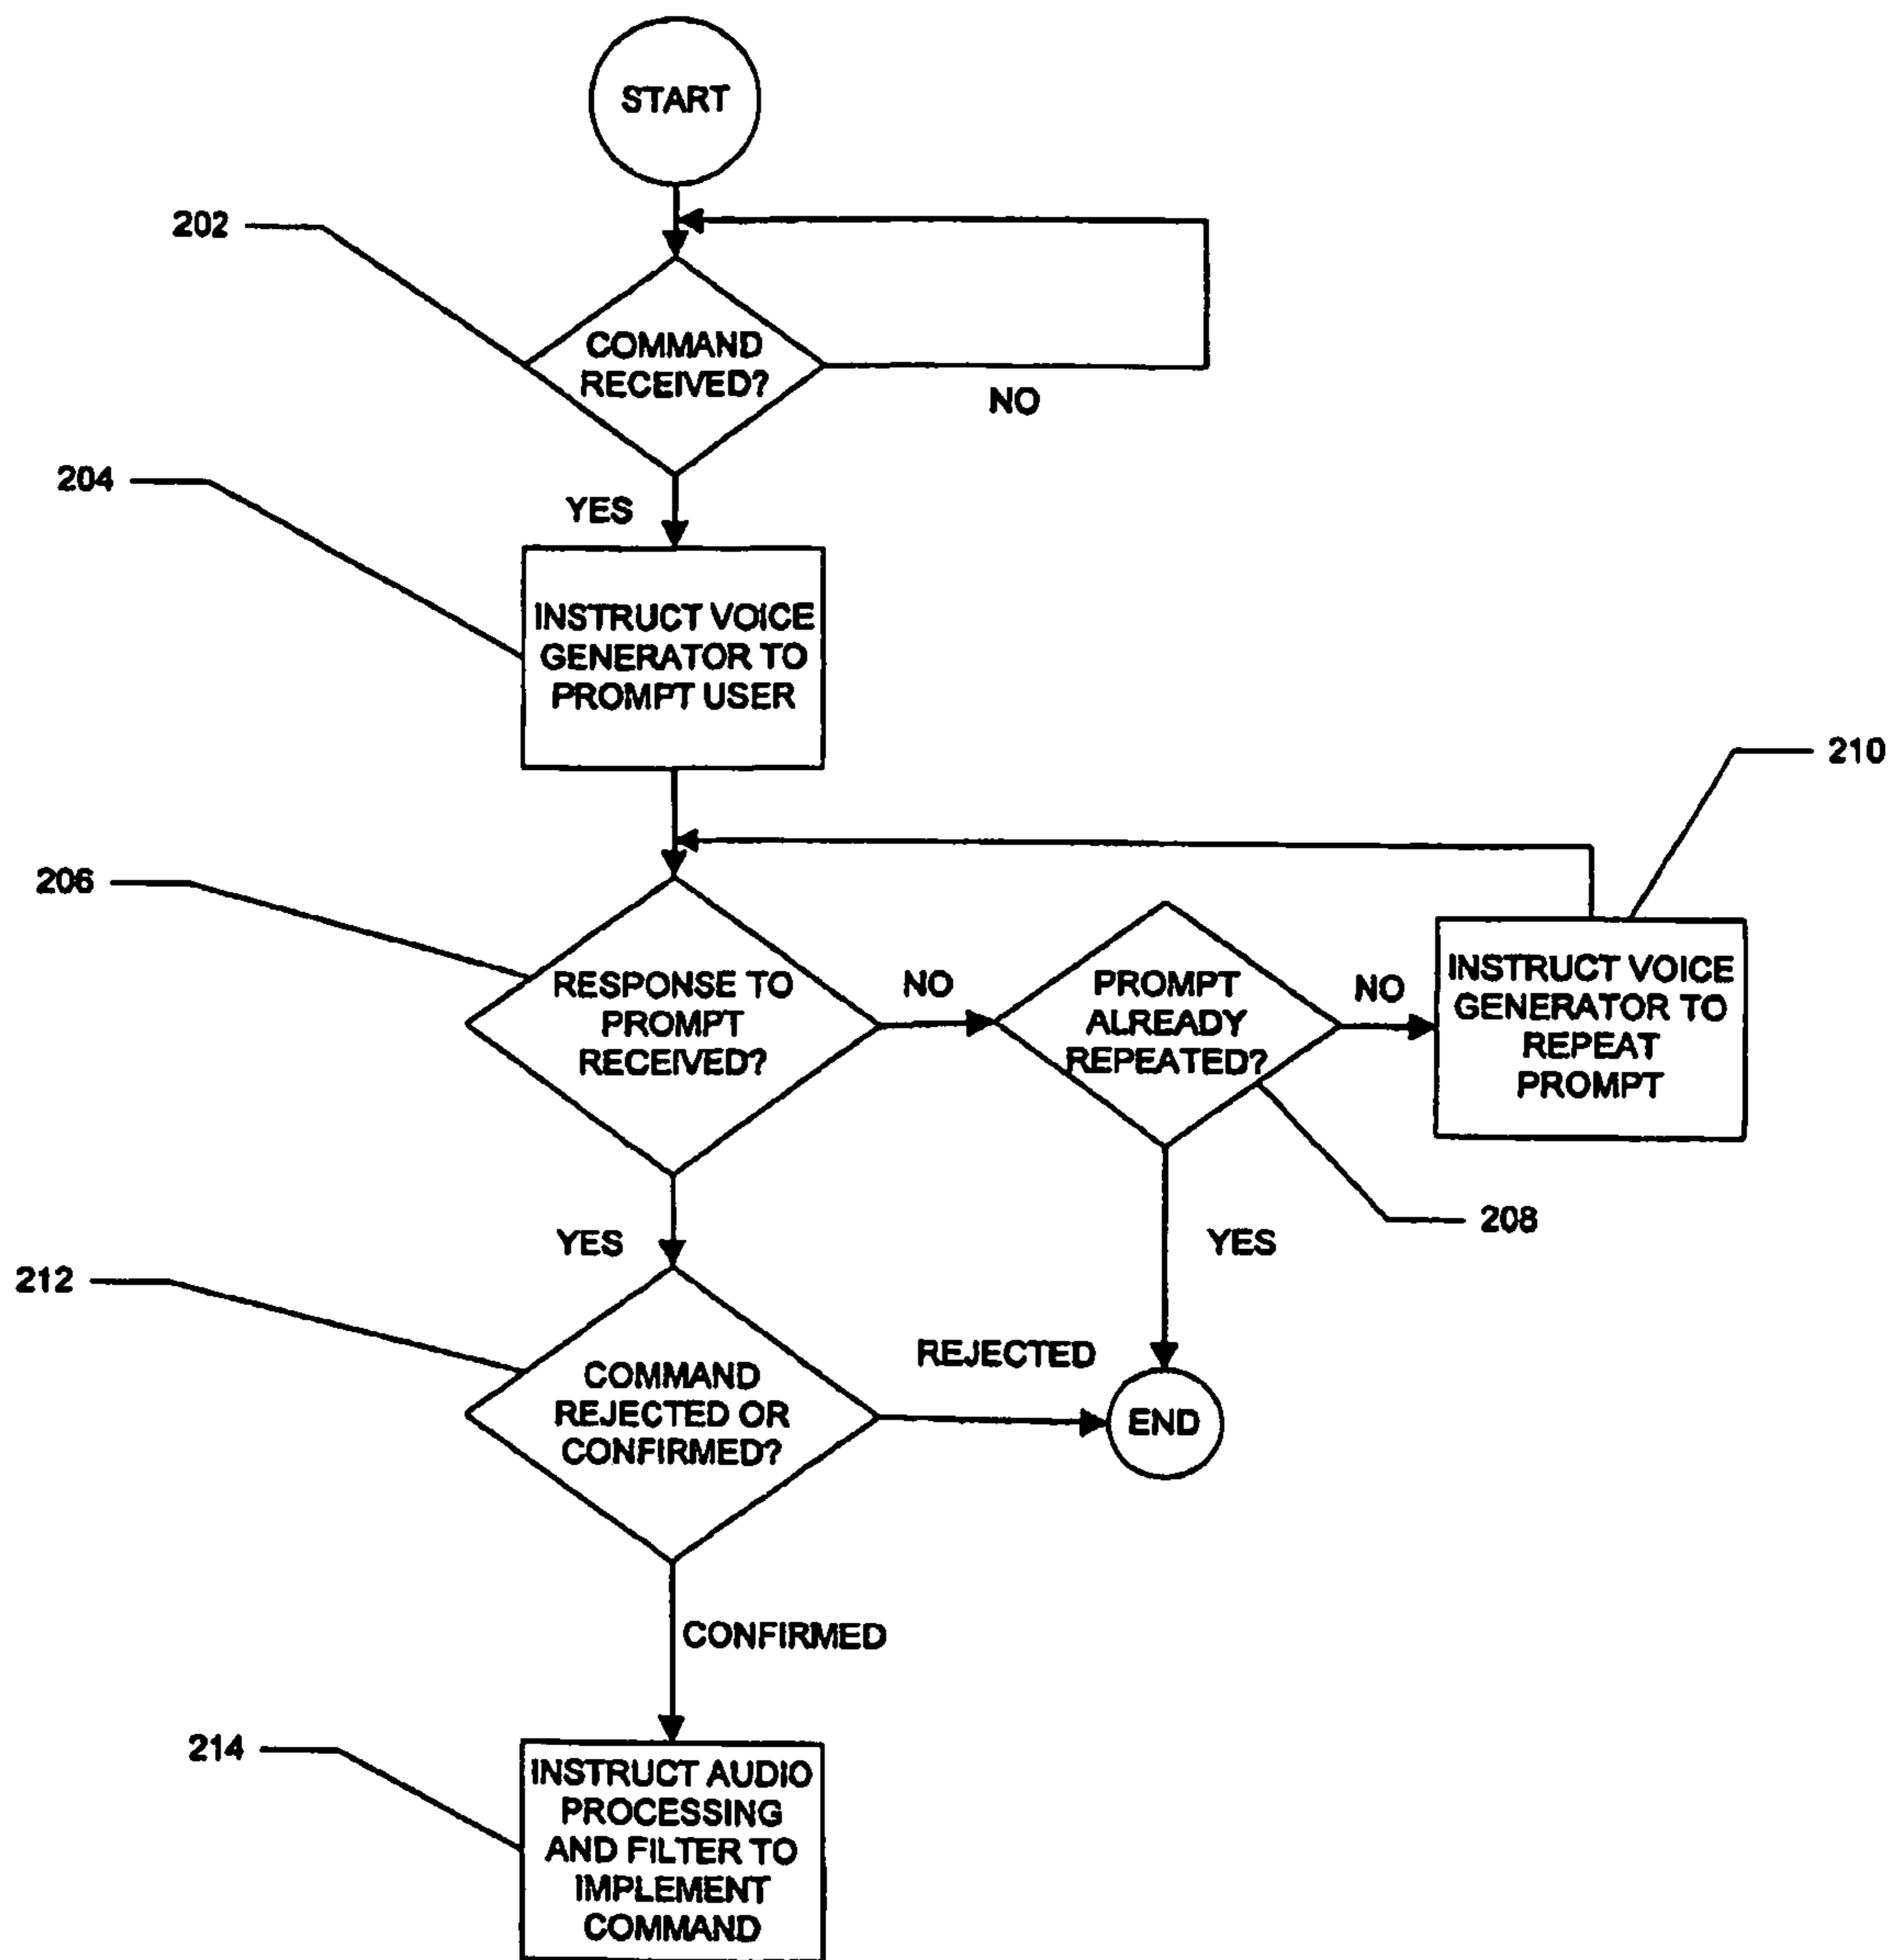 START
202
COMMAND
RECEIVED?
NO
204
YES
INSTRUCT VOICE
GENERATOR TO
PROMPT USER
210
206
RESPONSE TO
PROMPT
RECEIVED?
NO
PROMPT
ALREADY
REPEATED?
NO
INSTRUCT VOICE
GENERATOR TO
REPEAT
PROMPT
208
YES
YES
212
COMMAND
REJECTED OR
CONFIRMED?
REJECTED
END
CONFIRMED
214
INSTRUCT AUDIO
PROCESSING
AND FILTER TO
IMPLEMENT
COMMAND